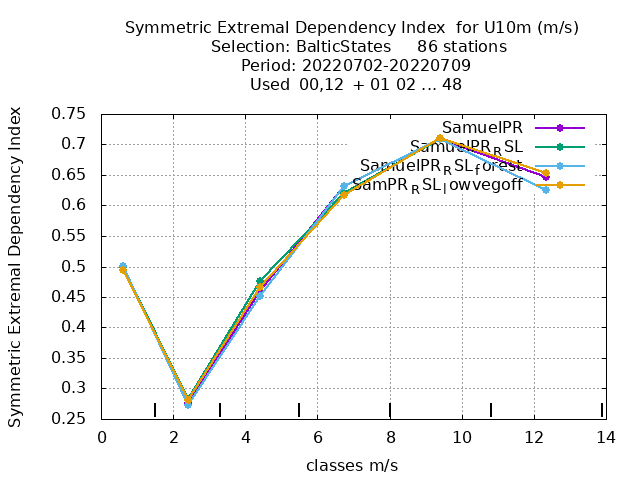 Symmetric Extremal Dependency Index  for U10m (m/s)
Selection: BalticStates     86 stations
Period: 20220702-20220709
Used  00,12  + 01 02 ... 48
Symmetric Extremal Dependency Index
0.75
0.7
0.65
0.6
0.55
0.5
0.45
0.4
0.35
0.3
0.25
SamuelPR
SamuelPR_RSL
SamuelPR_RSL_forest
SamPR_RSL_lowvegoff
0 2 4 6 8 10 12 14
classes m/s